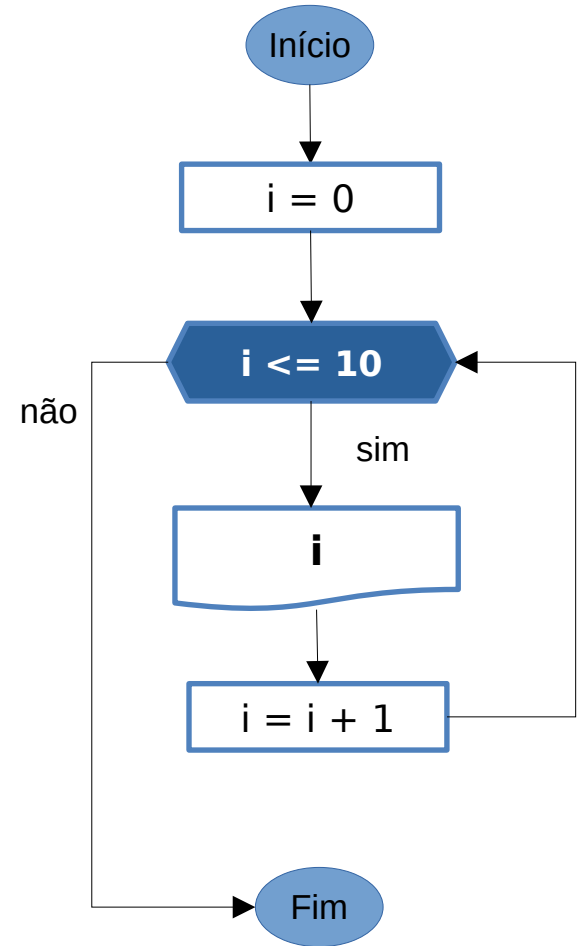 Início
i = 0
i <= 10
não
sim
i
i = i + 1
Fim